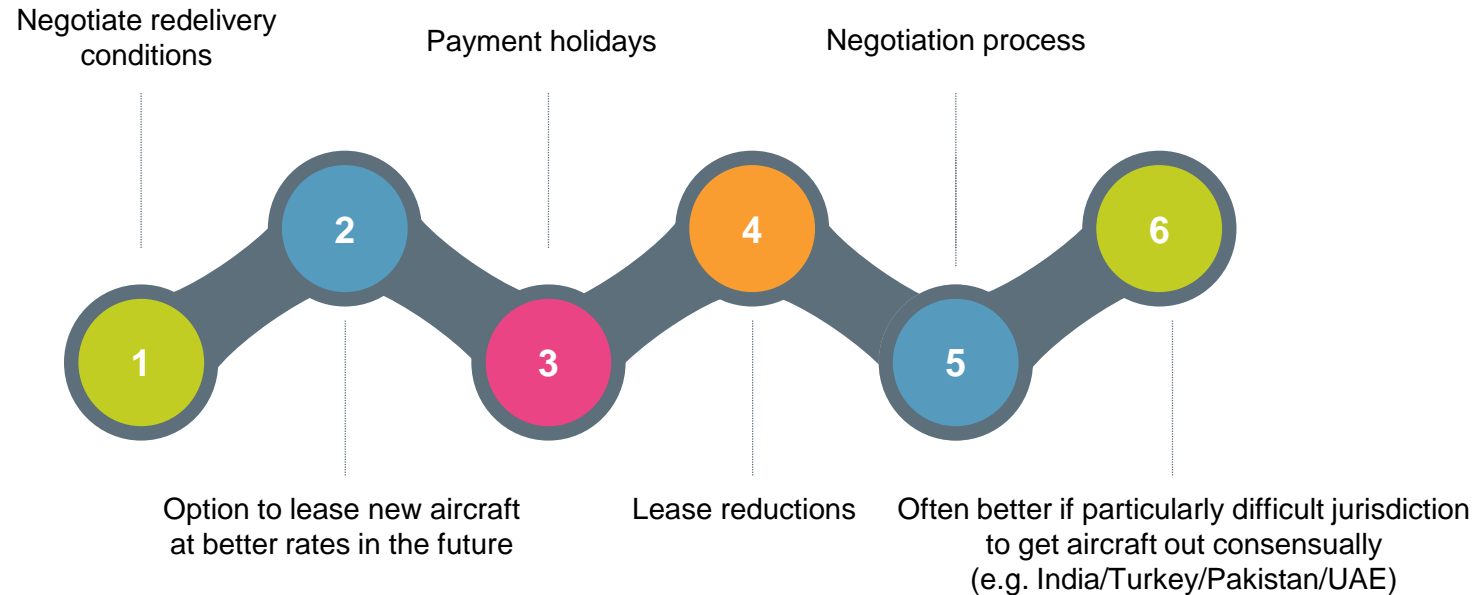 Negotiate redelivery
conditions
Payment holidays
Negotiation process
1
2
3
4
5
6
Option to lease new aircraft
at better rates in the future
Lease reductions
Often better if particularly difficult jurisdiction
to get aircraft out consensually
(e.g. India/Turkey/Pakistan/UAE)